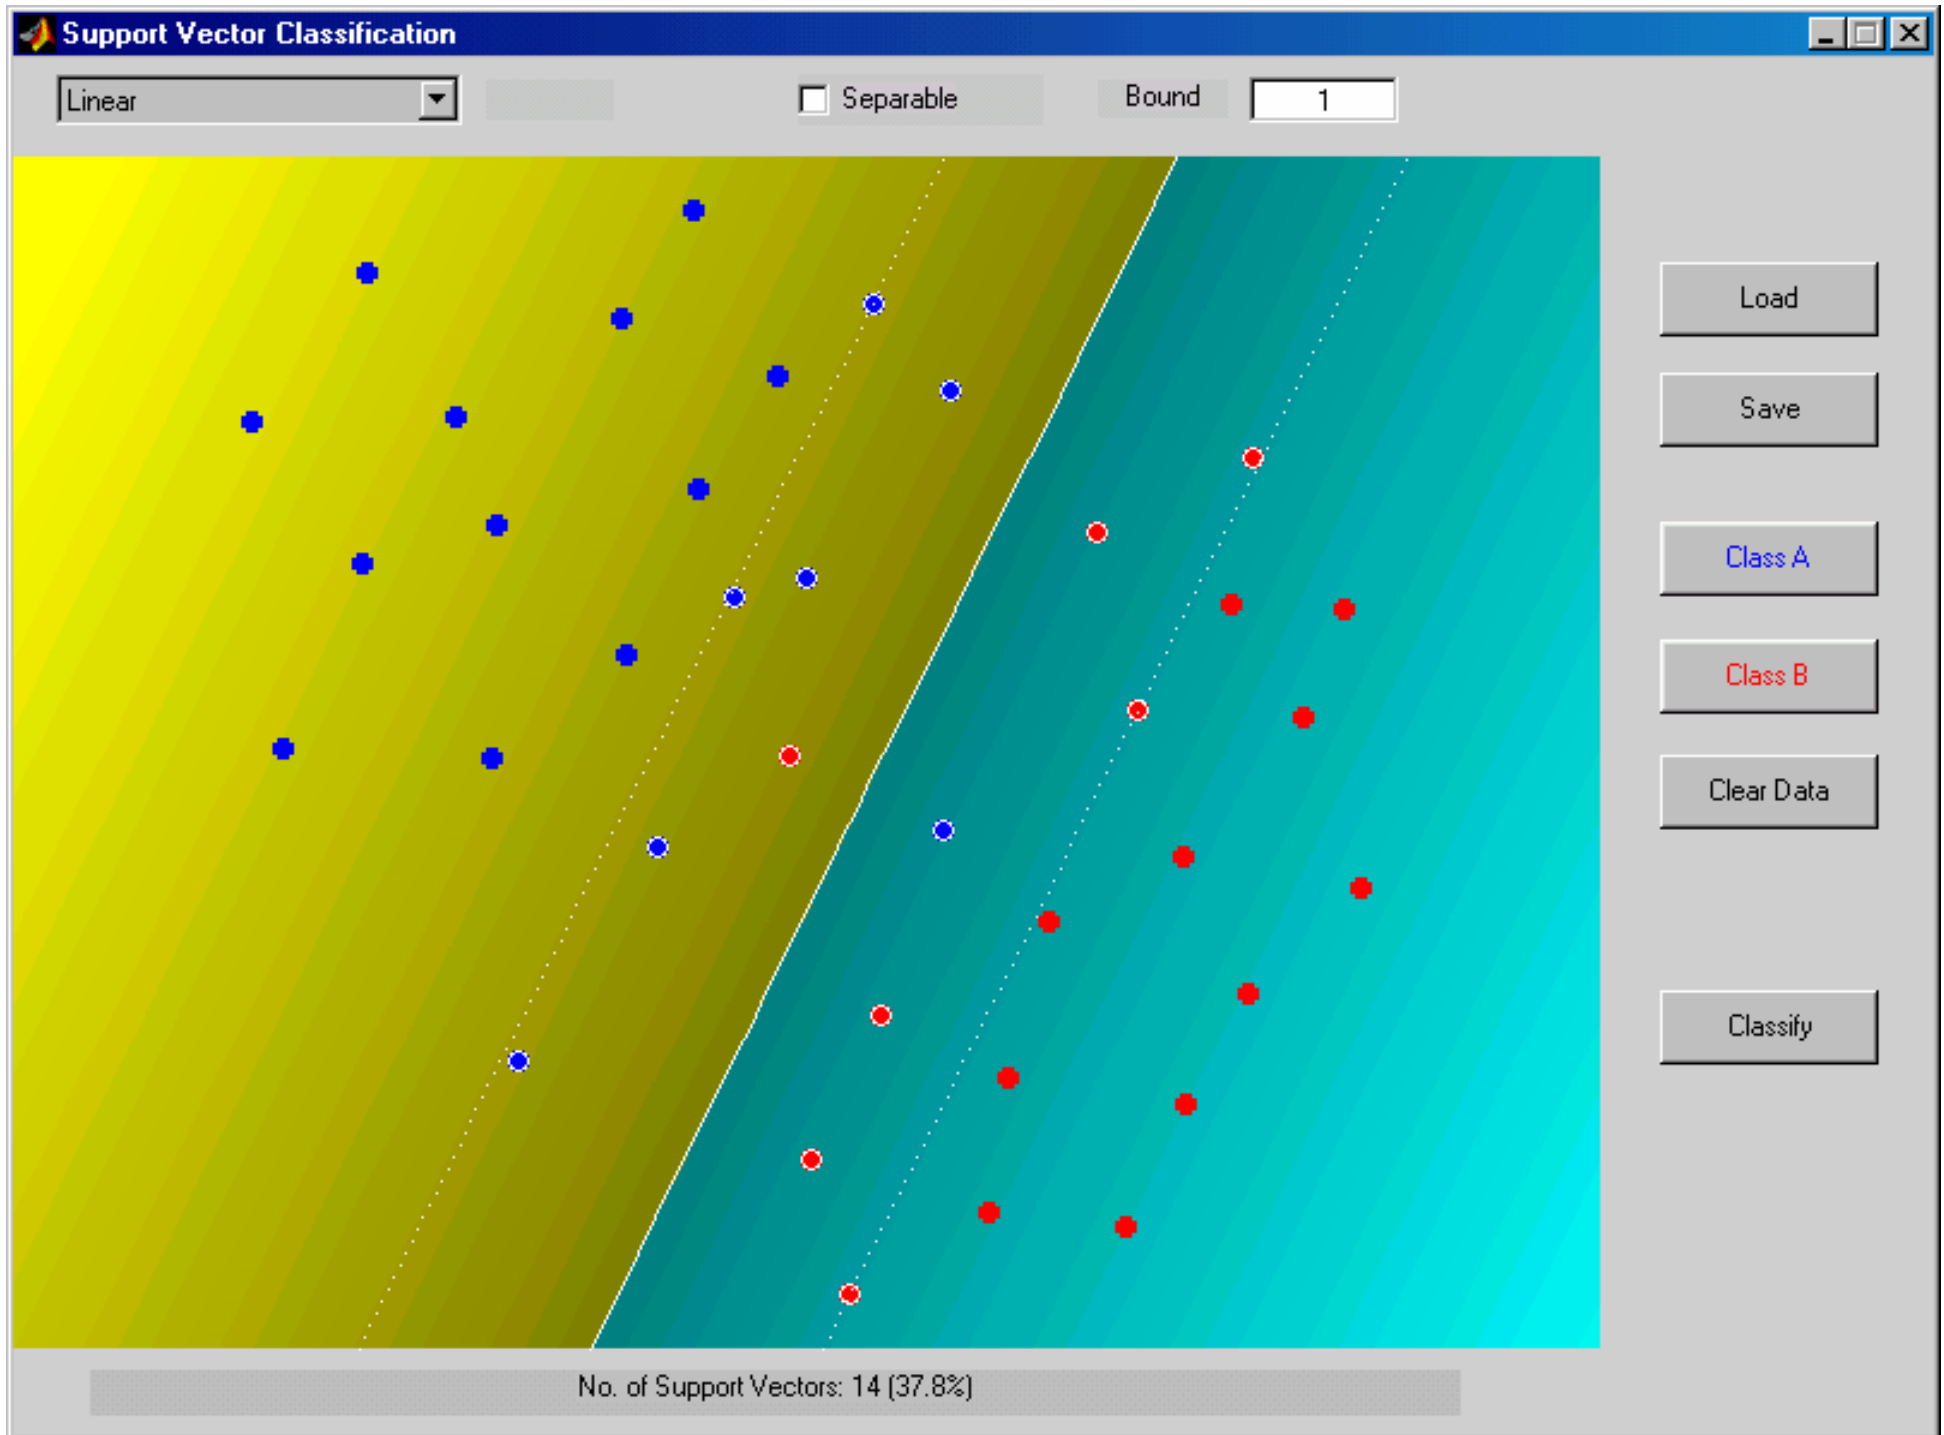 Support Vector Classification
Linear
Separable
Bound
1
Load
Save
Class A
Class B
Clear Data
Classify
No. of Support Vectors: 14 (37.8%)